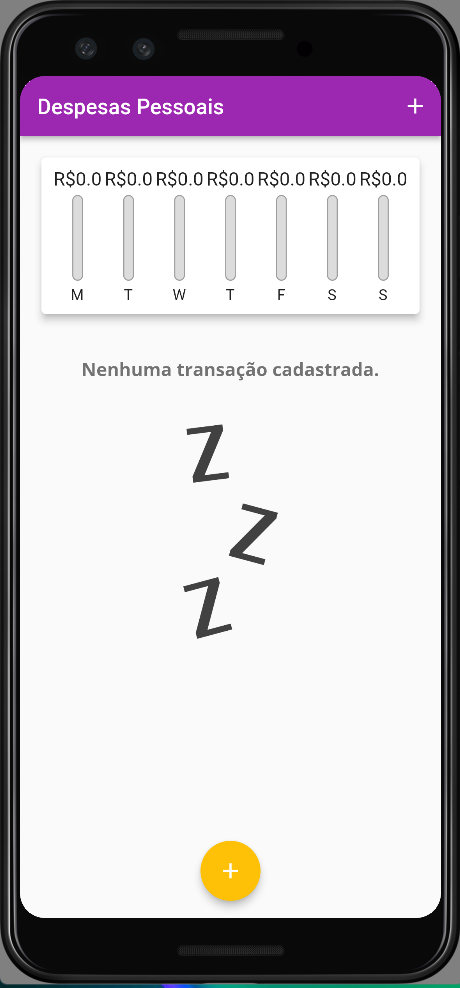 Despesas Pessoais +
R$0.0 R$0.0 R$0.0 R$0.0 R$0.0 R$0.0 R$0.0
M T W T F S S
Nenhuma transação cadastrada.
Z
Z
Z
+